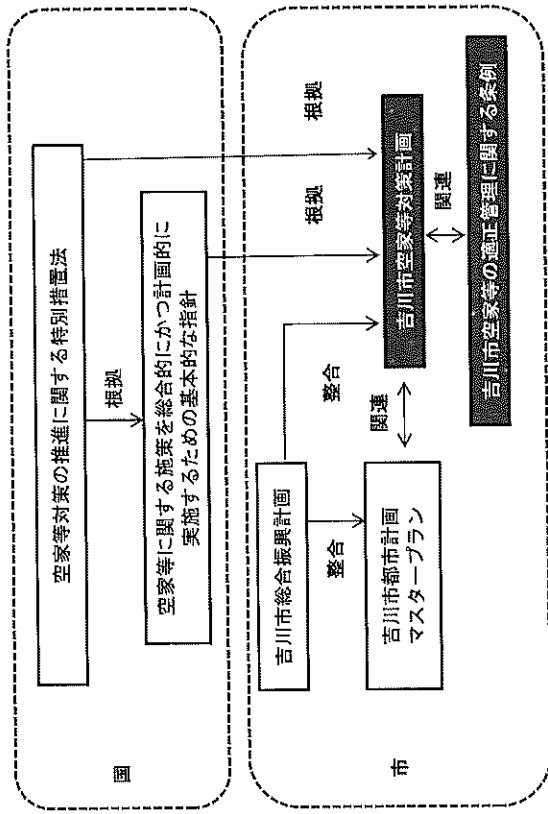 国
空家等対策の推進に関する特別措置法
根拠
空家等に関する施策を総合的にかつ計画的に
実施するための基本的な指針
市
根拠
根拠
吉川市総合振興計画
整合
整合
吉川市空家等対策計画
関連
吉川市都市計画
マスタープラン
関連
吉川市空家等の適正管理に関する条例